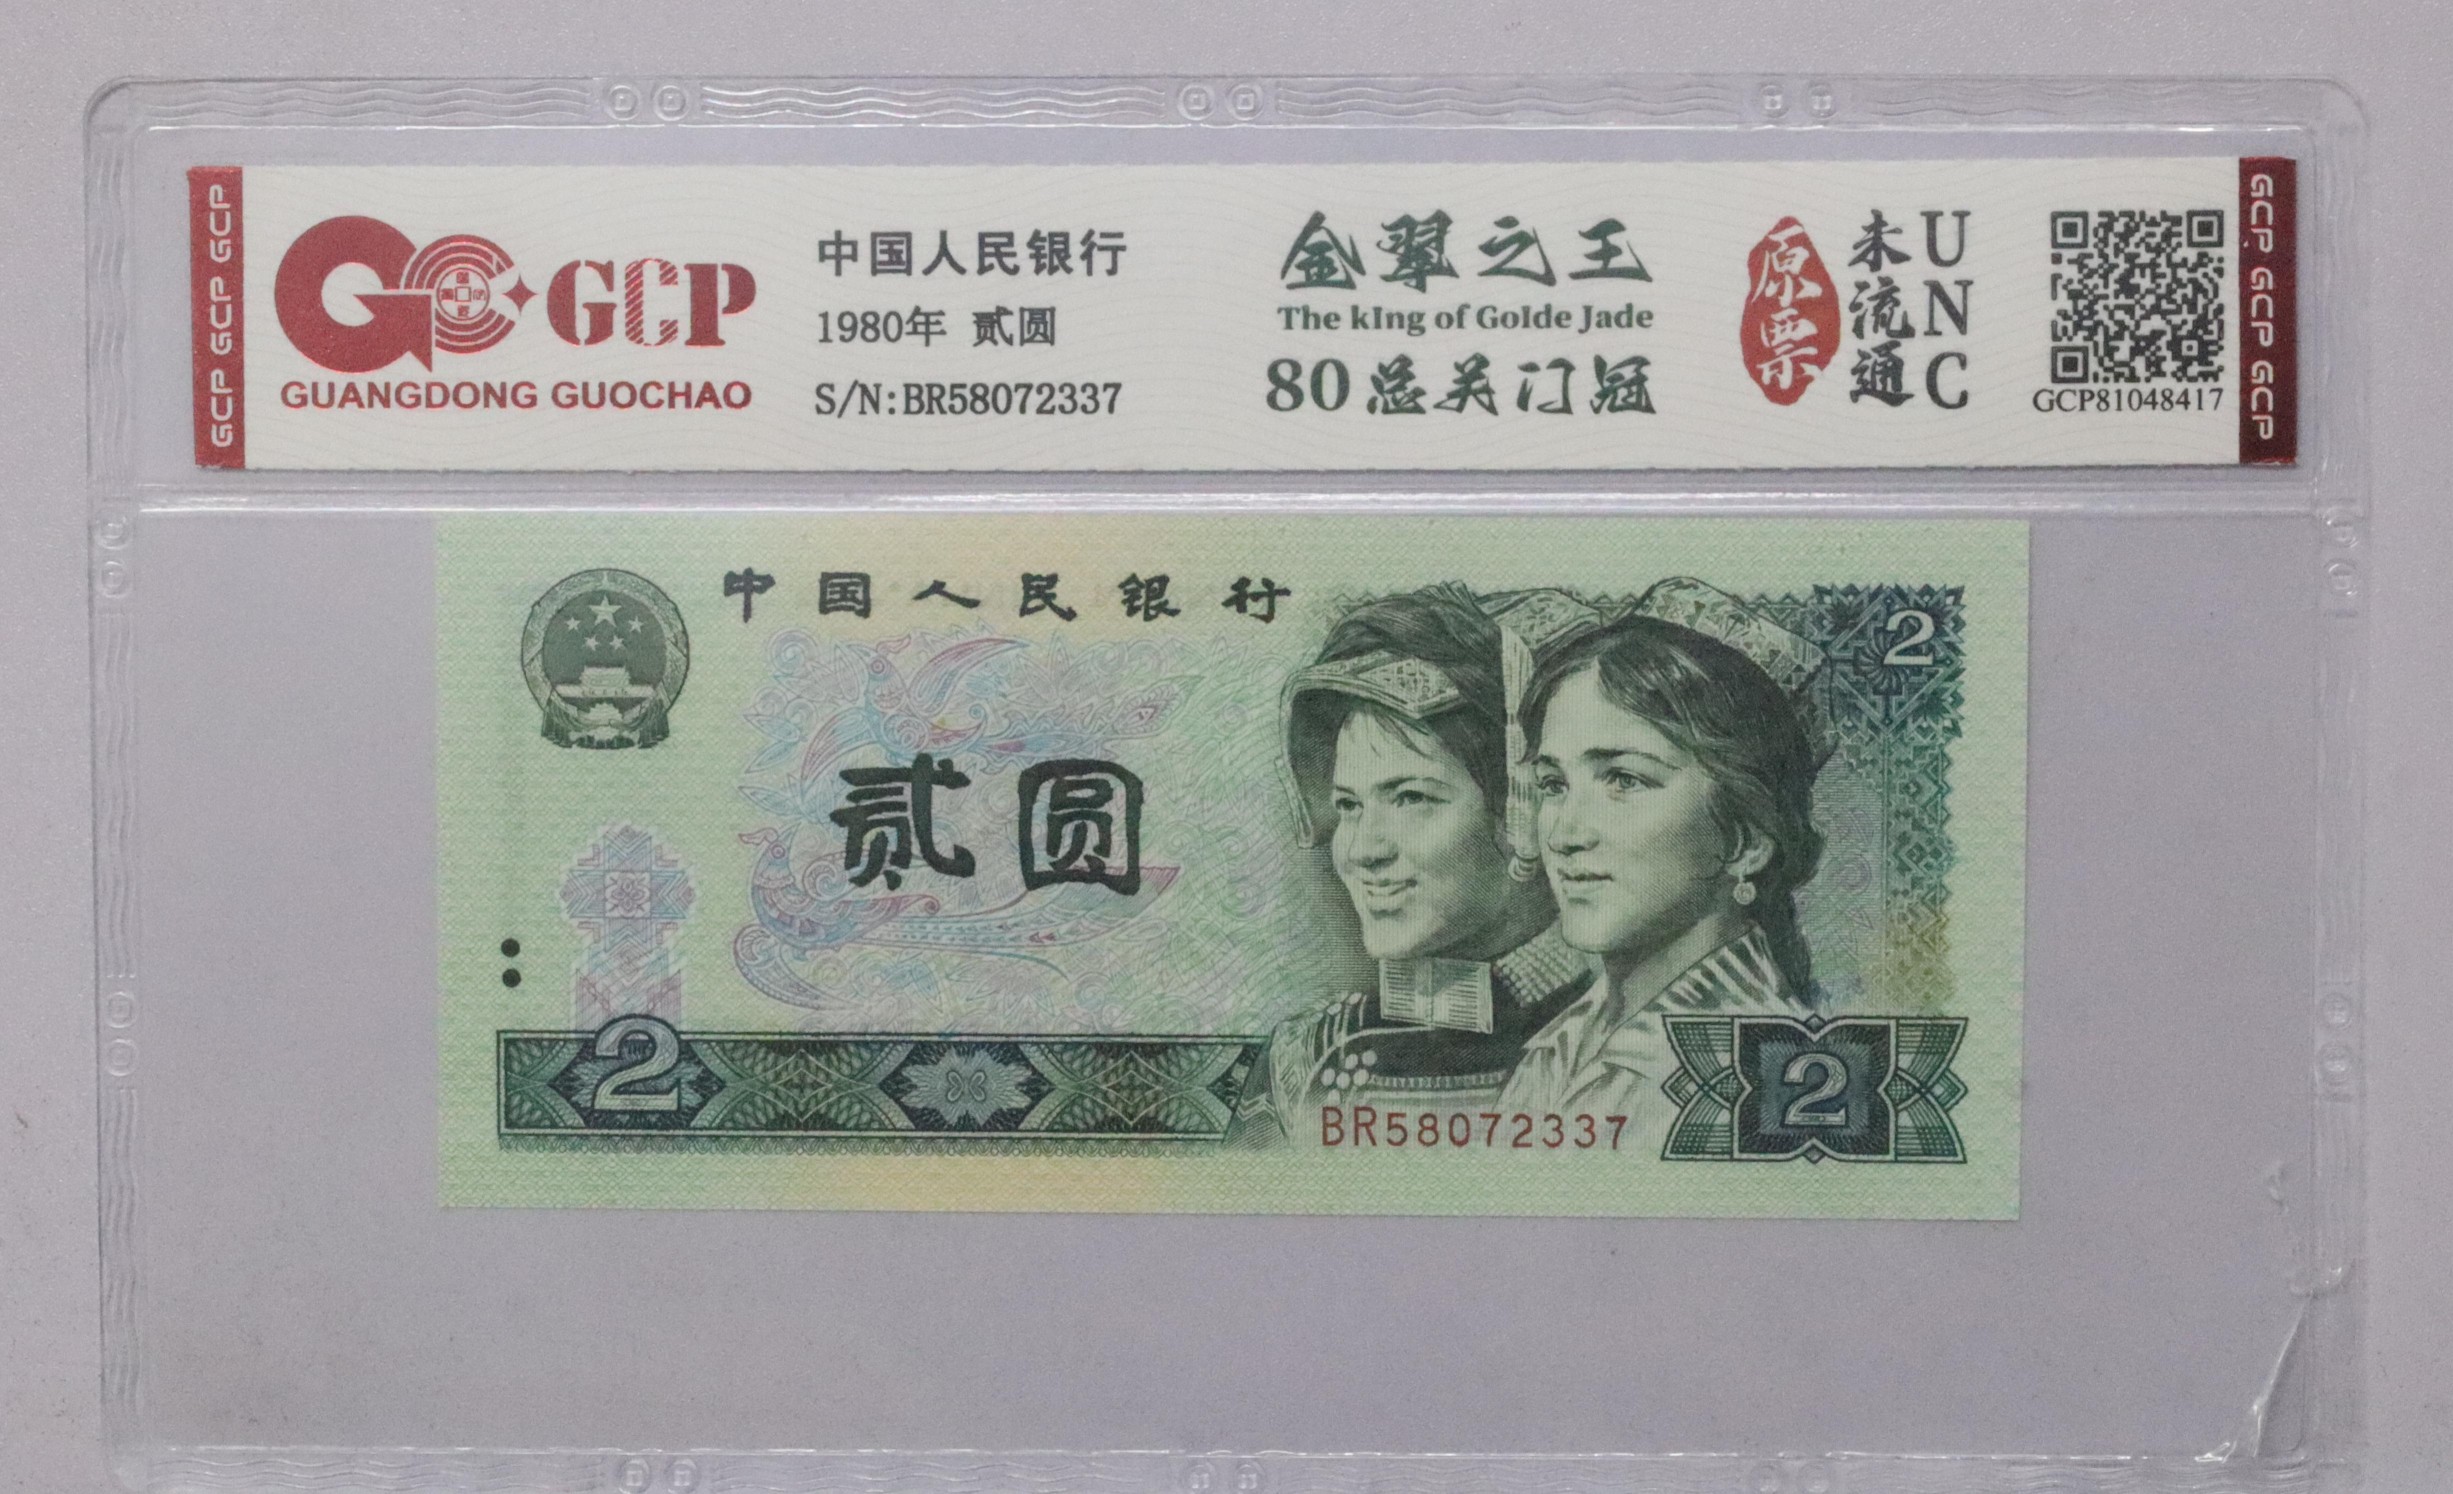 GCP GCP GCP
GCP
GUANGDONG GUOCHAO
中国人民银行
1980年 贰圆
S/N:BR58072337
金翠之王
The kIng of Golde Jade
80总关门冠
原票
未流通
UNC
GCP81048417
GCP GCP GCP
中国人民银行
2
贰圆
2
BR58072337
2